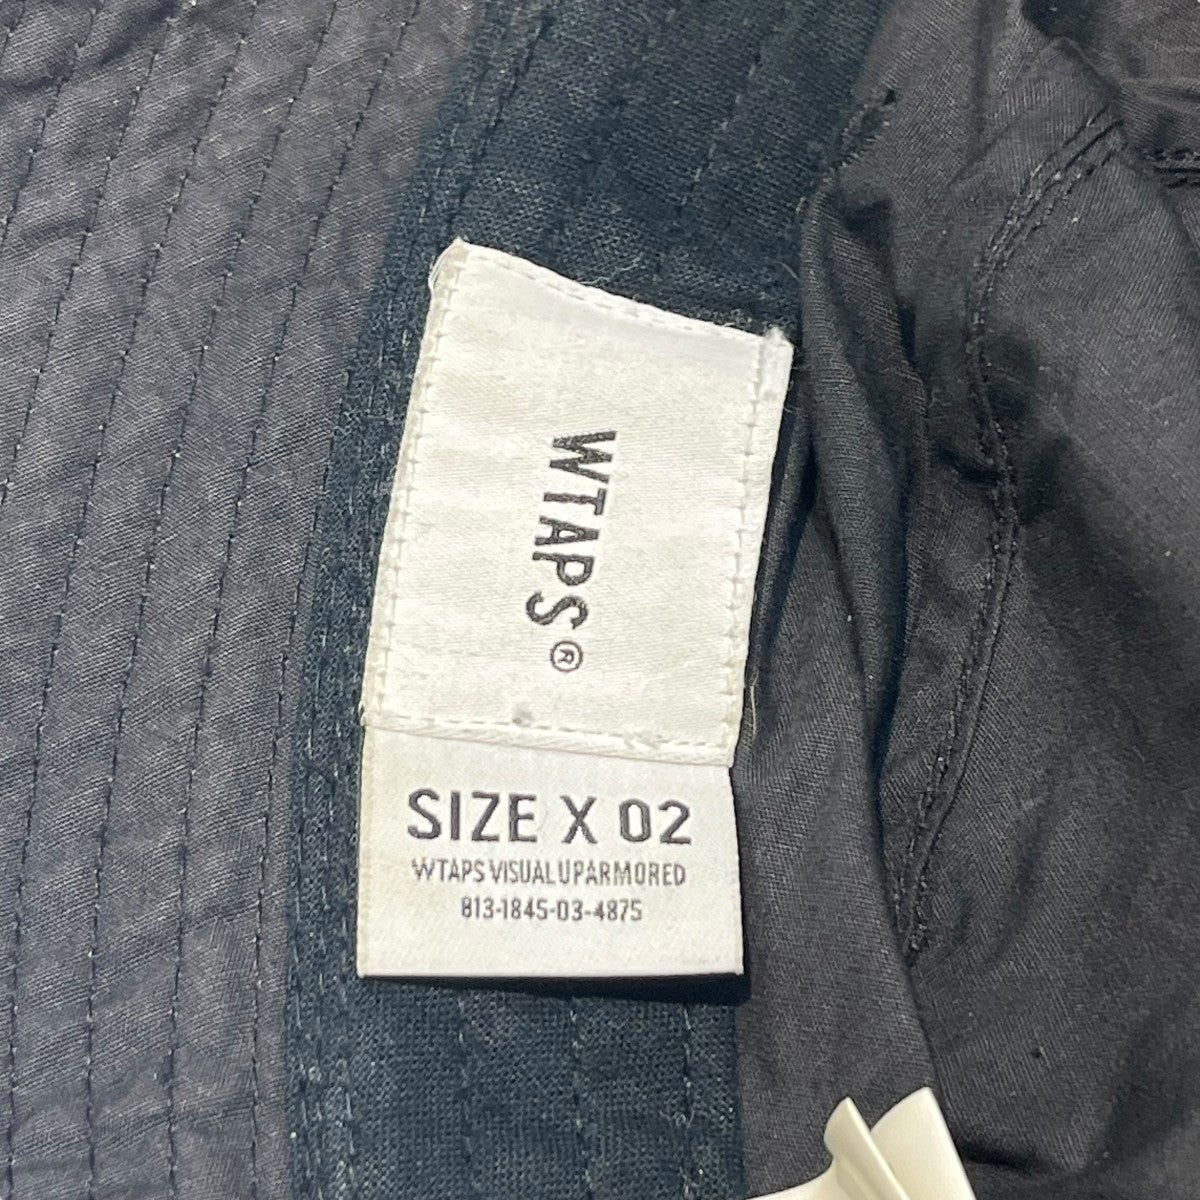 WTAPS®
SIZE X 02
WTAPS VISUAL UPARMORED
813-1845-03-4875